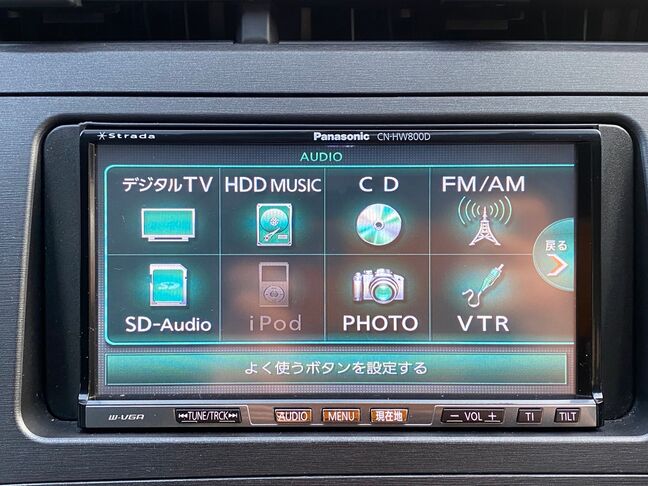 Strada
Panasonic CN-HW800D
AUDIO
デジタルTV HDD MUSIC CD FM/AM
戻る
SD-Audio iPod PHOTO VTR
よく使うボタンを設定する
W-VGA TUNE/TRCK AUDIO MENU 現在地 － VOL ＋ TI TILT